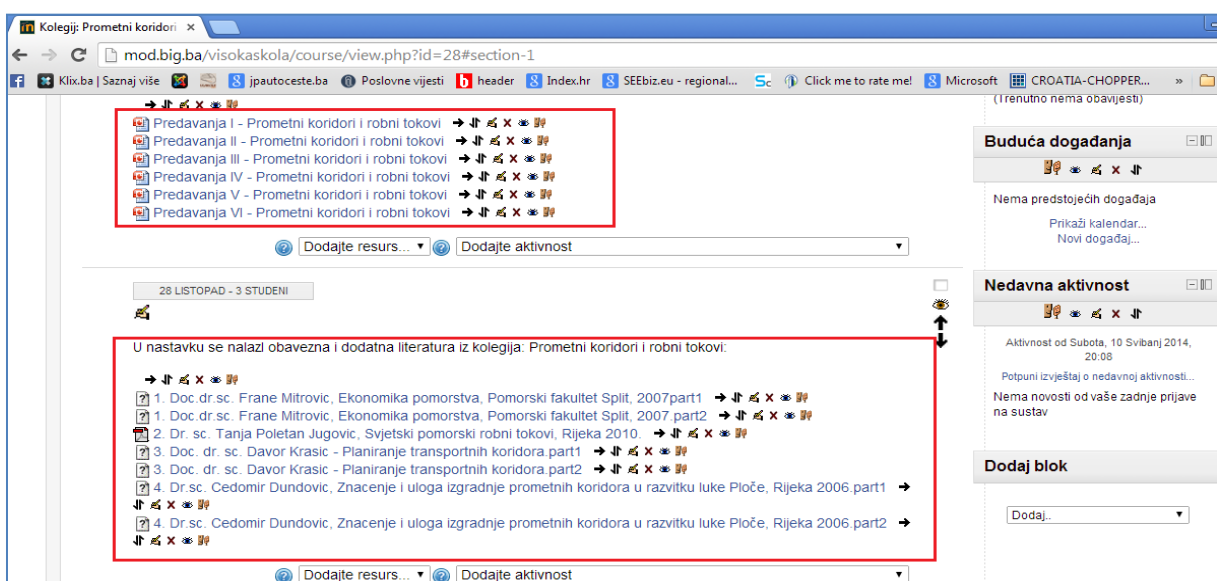 Kolegij: Prometni koridori
mod.big.ba/visokaskola/course/view.php?id=28#section-1
Klix.ba | Saznaj više jpautoceste.ba Poslovne vijesti header Index.hr SEEbiz.eu - regional... Click me to rate me! Microsoft CROATIA-CHOPPER... »
Predavanja I - Prometni koridori i robni tokovi
Predavanja II - Prometni koridori i robni tokovi
Predavanja III - Prometni koridori i robni tokovi
Predavanja IV - Prometni koridori i robni tokovi
Predavanja V - Prometni koridori i robni tokovi
Predavanja VI - Prometni koridori i robni tokovi
Dodajte resurs... Dodajte aktivnost
28 LISTOPAD - 3 STUDENI
U nastavku se nalazI obavezna i dodatna literatura iz kolegija: Prometni koridori i robni tokovi:
1. Doc.dr.sc. Frane Mitrovic, Ekonomika pomorstva, Pomorski fakultet Split, 2007part1
1. Doc.dr.sc. Frane Mitrovic, Ekonomika pomorstva, Pomorski fakultet Split, 2007.part2
2. Dr. sc. Tanja Poletan Jugovic, Svjetski pomorski robni tokovi, Rijeka 2010.
3. Doc. dr. sc. Davor Krasic - Planiranje transportnih koridora.part1
3. Doc. dr. sc. Davor Krasic - Planiranje transportnih koridora.part2
4. Dr.sc. Cedomir Dundovic, Znacenje i uloga izgradnje prometnih koridora u razvitku luke Ploče, Rijeka 2006.part1
4. Dr.sc. Cedomir Dundovic, Znacenje i uloga izgradnje prometnih koridora u razvitku luke Ploče, Rijeka 2006.part2
Dodajte resurs... Dodajte aktivnost
(Trenutno nema obavijesti)
Buduća događanja
Nema predstojećih događaja
Prikaži kalendar...
Novi događaj...
Nedavna aktivnost
Aktivnost od Subota, 10 Svibanj 2014,
20:08
Potpuni izvještaj o nedavnoj aktivnosti...
Nema novosti od vaše zadnje prijave
na sustav
Dodaj blok
Dodaj..